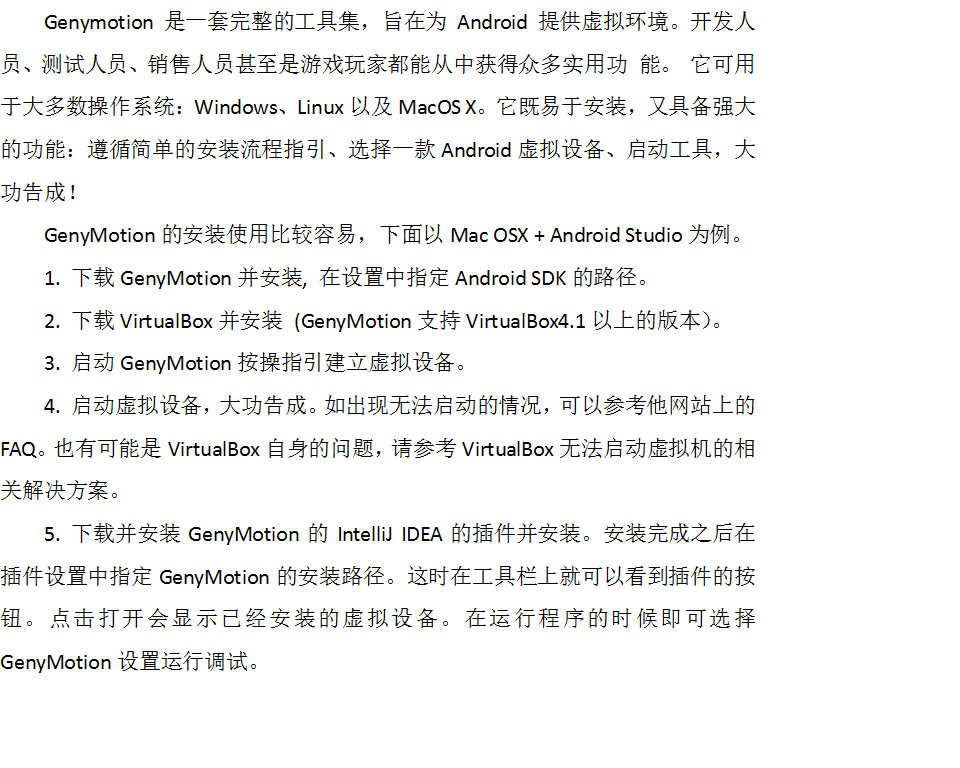 Genymotion 是一套完整的工具集，旨在为 Android 提供虚拟环境。开发人
员、测试人员、销售人员甚至是游戏玩家都能从中获得众多实用功 能。 它可用
于大多数操作系统：Windows、Linux 以及 MacOS X。它既易于安装，又具备强大
的功能：遵循简单的安装流程指引、选择一款 Android 虚拟设备、启动工具，大
功告成！
GenyMotion 的安装使用比较容易，下面以 Mac OSX + Android Studio 为例。
1. 下载 GenyMotion 并安装, 在设置中指定 Android SDK 的路径。
2. 下载 VirtualBox 并安装 (GenyMotion 支持 VirtualBox4.1 以上的版本）。
3. 启动 GenyMotion 按操指引建立虚拟设备。
4. 启动虚拟设备，大功告成。如出现无法启动的情况，可以参考他网站上的
FAQ。也有可能是 VirtualBox 自身的问题，请参考 VirtualBox 无法启动虚拟机的相
关解决方案。
5. 下载并安装 GenyMotion 的 IntelliJ IDEA 的插件并安装。安装完成之后在
插件设置中指定 GenyMotion 的安装路径。这时在工具栏上就可以看到插件的按
钮。点击打开会显示已经安装的虚拟设备。在运行程序的时候即可选择
GenyMotion 设置运行调试。